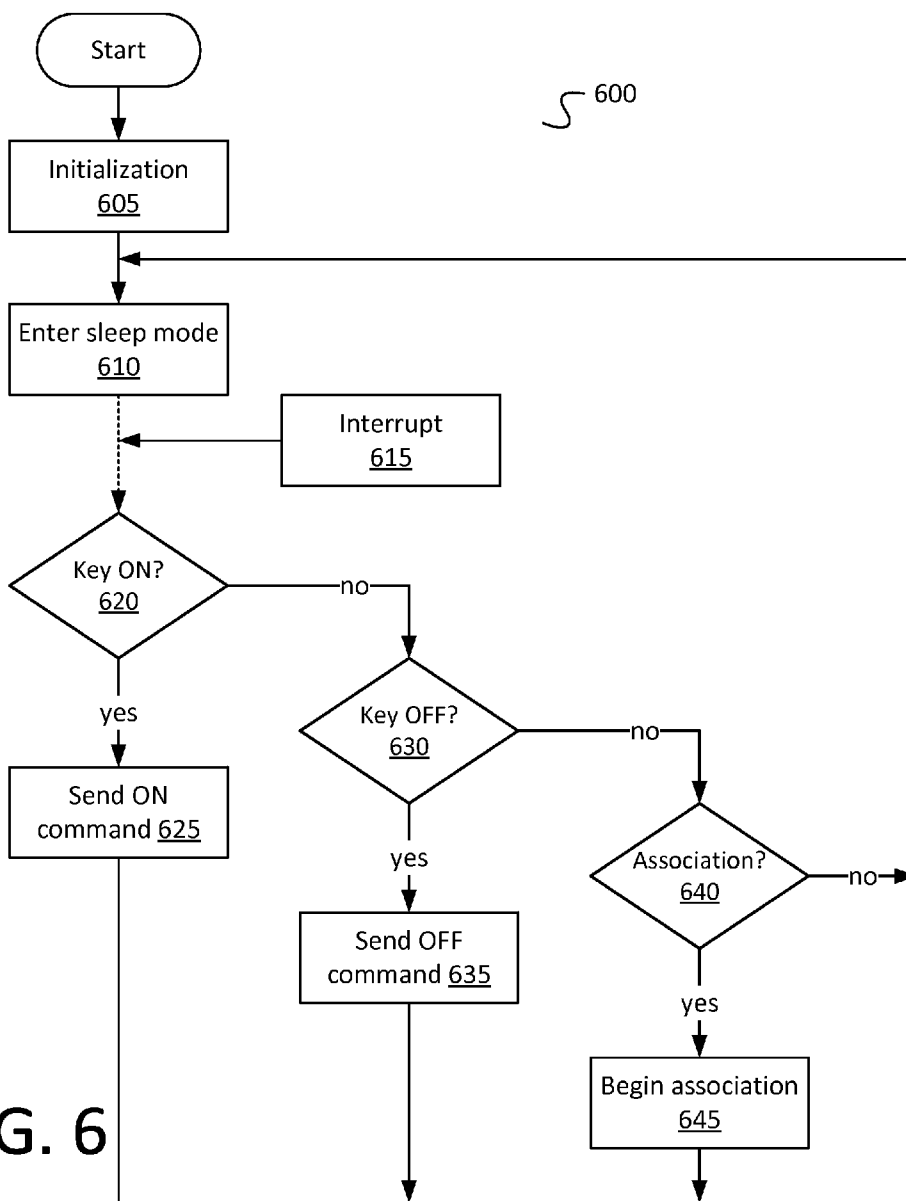 Start
600
Initialization
605
Enter sleep mode
610
Interrupt
615
Key ON?
620
no
yes
Key OFF?
630
no
Send ON
command 625
yes
Association?
640
no
Send OFF
command 635
yes
Begin association
645
G. 6